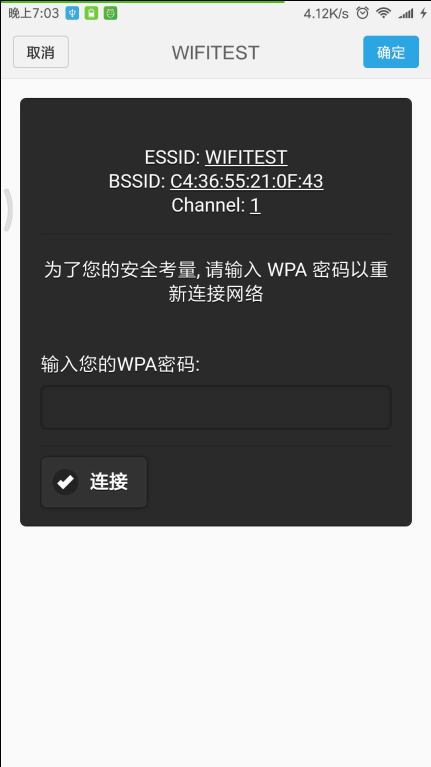 晚上7:03 4.12K/s
取消 WIFITEST 确定
ESSID: WIFITEST
BSSID: C4:36:55:21:0F:43
Channel: 1
为了您的安全考量, 请输入 WPA 密码以重
新连接网络
输入您的WPA密码:
连接